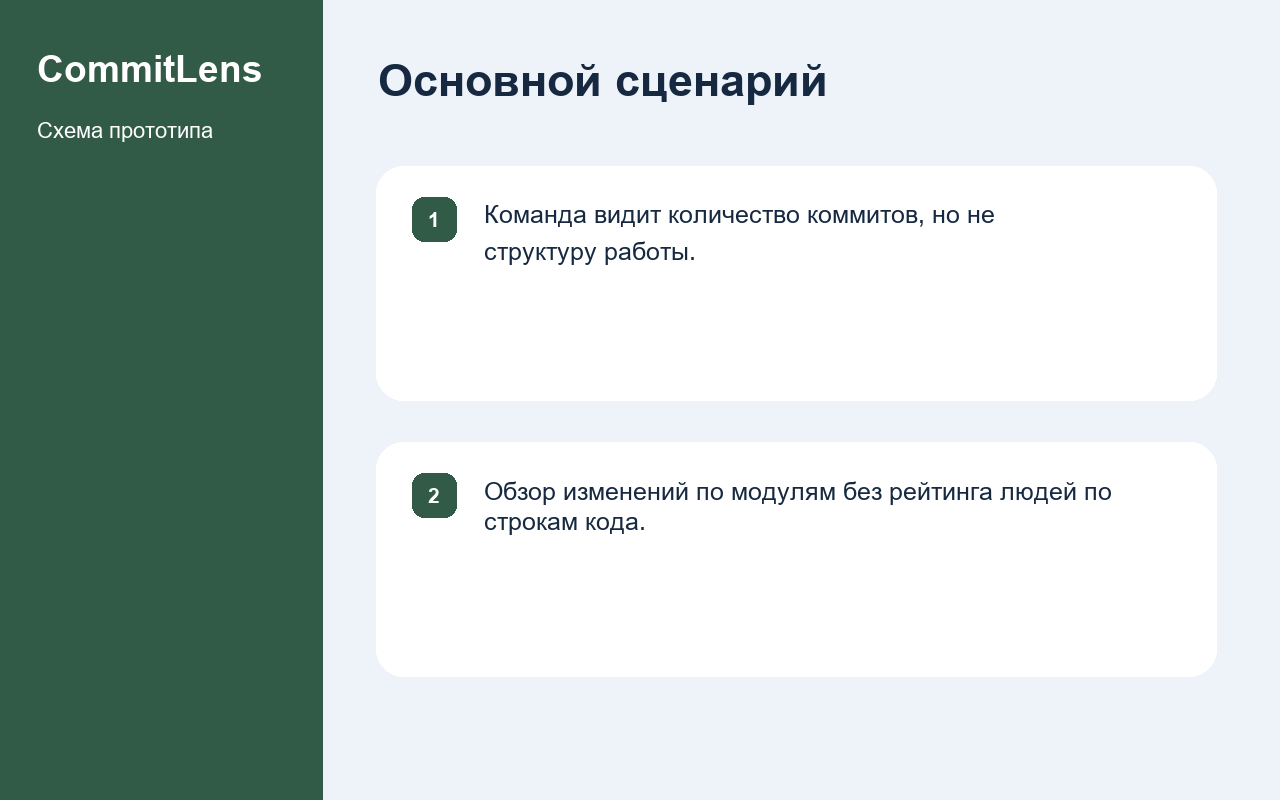 CommitLens
Схема прототипа
Основной сценарий
1
Команда видит количество коммитов, но не
структуру работы.
2
Обзор изменений по модулям без рейтинга людей по
строкам кода.